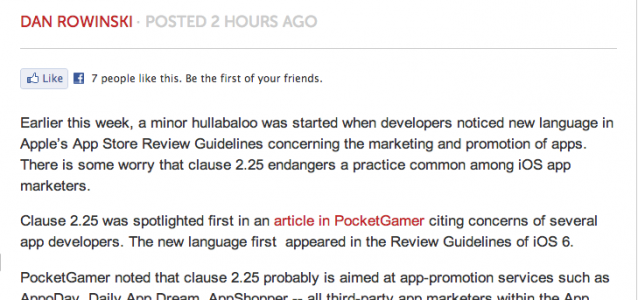 DAN ROWINSKI · POSTED 2 HOURS AGO
Like 7 people like this. Be the first of your friends.
Earlier this week, a minor hullabaloo was started when developers noticed new language in
Apple's App Store Review Guidelines concerning the marketing and promotion of apps.
There is some worry that clause 2.25 endangers a practice common among iOS app
marketers.
Clause 2.25 was spotlighted first in an article in PocketGamer citing concerns of several
app developers. The new language first appeared in the Review Guidelines of iOS 6.
PocketGamer noted that clause 2.25 probably is aimed at app-promotion services such as
AppoDay, Daily App Dream, AppShopper -- all third-party app marketers within the App